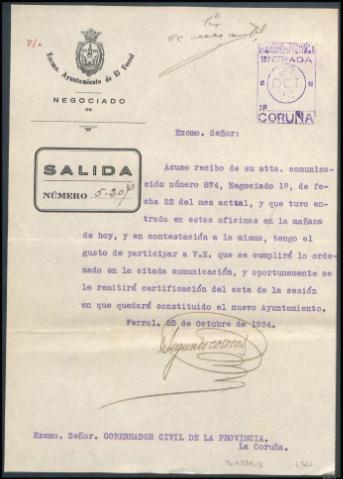 P/.
Excmo. Ayuntamiento de El Ferrol
NEGOCIADO
DE
ENTRADA
27
OCT.
CORUÑA
Excmo. Señor:
SALIDA
NÚMERO 5.207
Acuso recibo de su atta. comunica-
ción número 874, Negociado 1º, de fe-
cha 22 del mes actual, y que tuvo en-
trada en estas oficinas en la mañana
de hoy, y en contestación a la misma, tengo el
gusto de participar a V.E. que se cumplirá lo orde-
nado en la citada comunicación, y oportunamente se
le remitirá certificación del acta de la sesión
en que quedará constituido el nuevo Ayuntamiento.
Ferrol, 25 de Octubre de 1934.
Excmo. Señor. GOBERNADOR CIVIL DE LA PROVINCIA.
La Coruña.